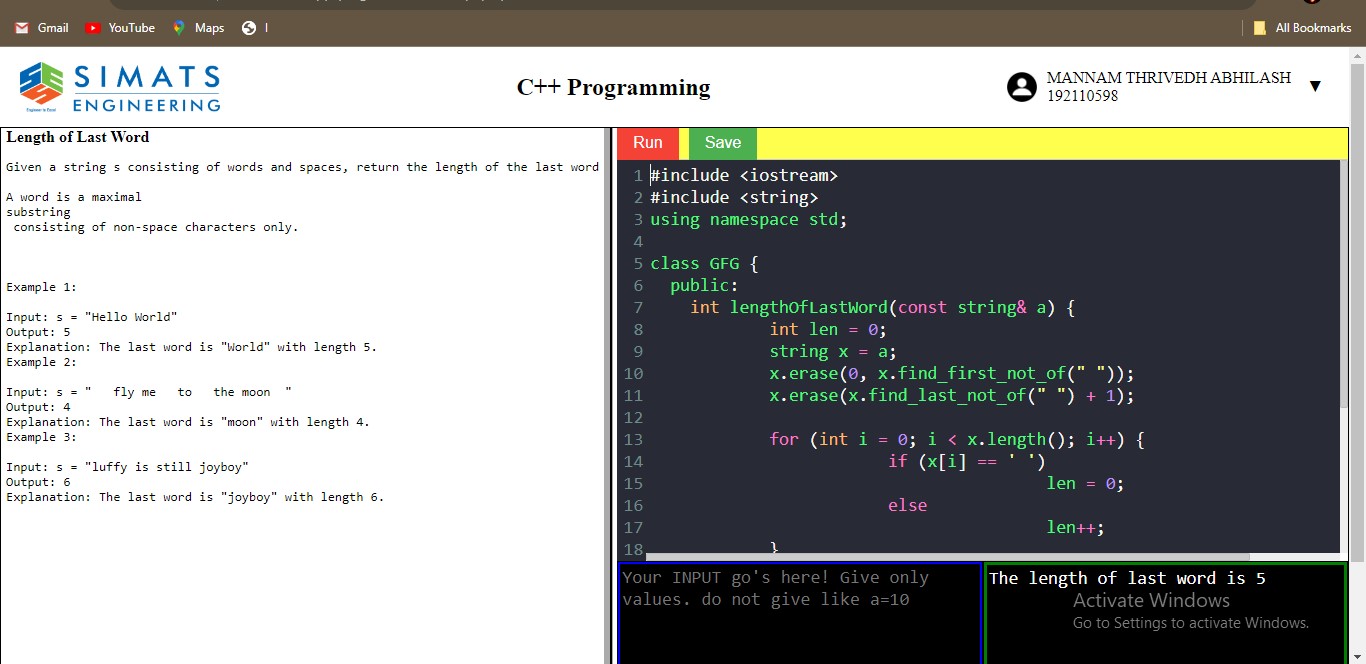 Gmail YouTube Maps I All Bookmarks
SIMATS
ENGINEERING
C++ Programming
MANNAM THRIVEDH ABHILASH
192110598
Length of Last Word
Given a string s consisting of words and spaces, return the length of the last word
A word is a maximal
substring
consisting of non-space characters only.
Example 1:
Input: s = "Hello World"
Output: 5
Explanation: The last word is "World" with length 5.
Example 2:
Input: s = "   fly me   to   the moon  "
Output: 4
Explanation: The last word is "moon" with length 4.
Example 3:
Input: s = "luffy is still joyboy"
Output: 6
Explanation: The last word is "joyboy" with length 6.
Run Save
1 #include <iostream>
2 #include <string>
3 using namespace std;
4
5 class GFG {
6   public:
7     int lengthOfLastWord(const string& a) {
8             int len = 0;
9             string x = a;
10            x.erase(0, x.find_first_not_of(" "));
11            x.erase(x.find_last_not_of(" ") + 1);
12
13            for (int i = 0; i < x.length(); i++) {
14                        if (x[i] == ' ')
15                                        len = 0;
16                        else
17                                        len++;
18            }
Your INPUT go's here! Give only
values. do not give like a=10
The length of last word is 5
Activate Windows
Go to Settings to activate Windows.